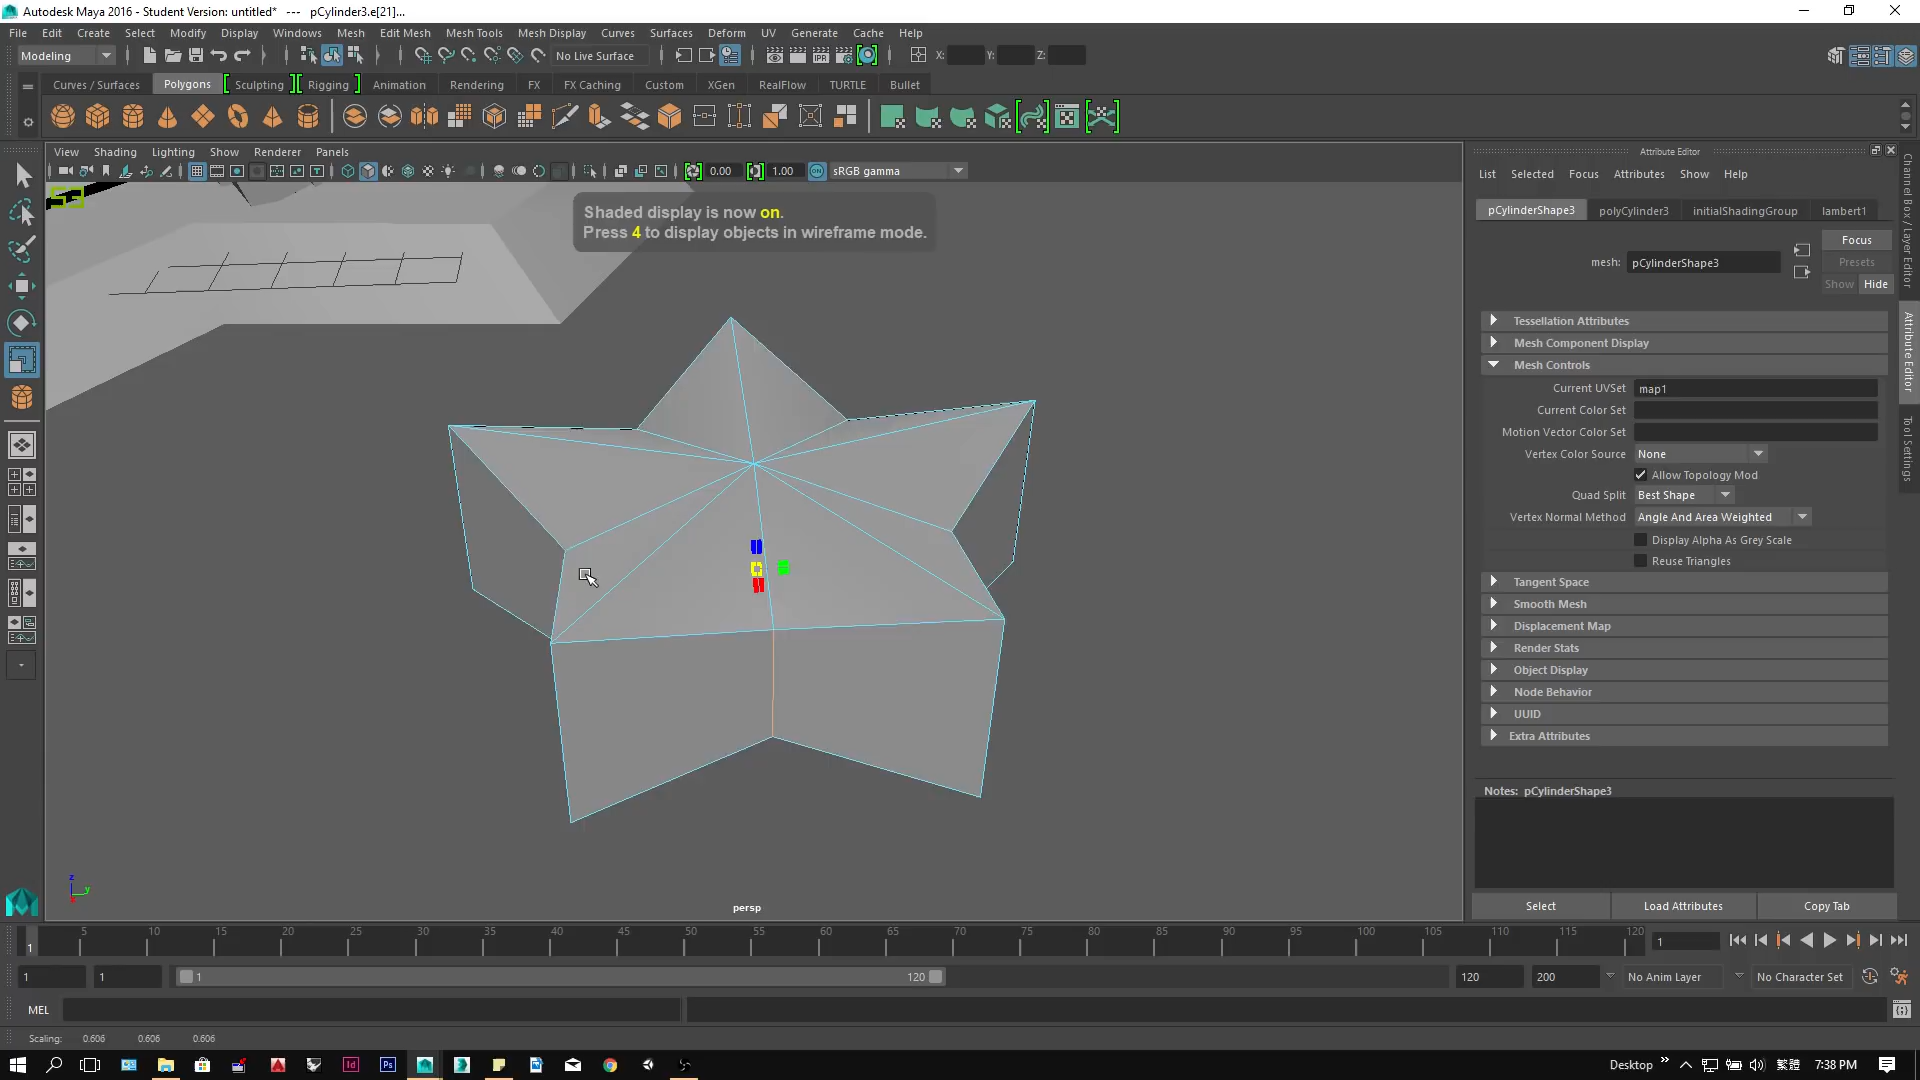 Autodesk Maya 2016 - Student Version: untitled*   ---   pCylinder3.e[21]...
File Edit Create Select Modify Display Windows Mesh Edit Mesh Mesh Tools Mesh Display Curves Surfaces Deform UV Generate Cache Help
Modeling No Live Surface X: Y: Z:
Curves / Surfaces Polygons Sculpting Rigging Animation Rendering FX FX Caching Custom XGen RealFlow TURTLE Bullet
View Shading Lighting Show Renderer Panels
0.00 1.00 sRGB gamma
Shaded display is now on.
Press 4 to display objects in wireframe mode.
Attribute Editor
List Selected Focus Attributes Show Help
pCylinderShape3 polyCylinder3 initialShadingGroup lambert1
mesh: pCylinderShape3
Focus
Presets
Show Hide
Tessellation Attributes
Mesh Component Display
Mesh Controls
Current UVSet map1
Current Color Set
Motion Vector Color Set
Vertex Color Source None
Allow Topology Mod
Quad Split Best Shape
Vertex Normal Method Angle And Area Weighted
Display Alpha As Grey Scale
Reuse Triangles
Tangent Space
Smooth Mesh
Displacement Map
Render Stats
Object Display
Node Behavior
UUID
Extra Attributes
Notes: pCylinderShape3
Select Load Attributes Copy Tab
Channel Box / Layer Editor
Attribute Editor
Tool Settings
z
y
x
persp
1 5 10 15 20 25 30 35 40 45 50 55 60 65 70 75 80 85 90 95 100 105 110 115 120 1
1 1 1 120 120 200 No Anim Layer No Character Set
MEL
Scaling: 0.606 0.606 0.606
Id Ps Desktop 繁體 7:38 PM